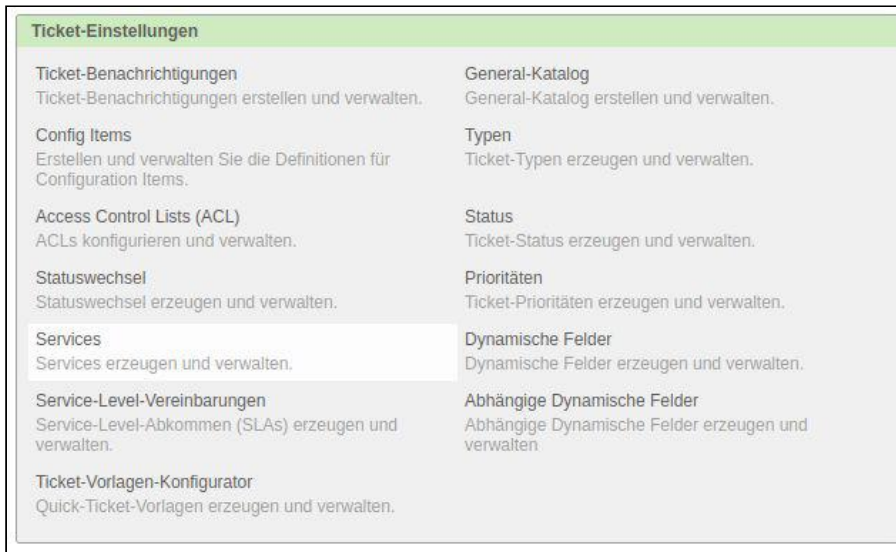 Ticket-Einstellungen
Ticket-Benachrichtigungen
Ticket-Benachrichtigungen erstellen und verwalten.
General-Katalog
General-Katalog erstellen und verwalten.
Config Items
Erstellen und verwalten Sie die Definitionen für
Configuration Items.
Typen
Ticket-Typen erzeugen und verwalten.
Access Control Lists (ACL)
ACLs konfigurieren und verwalten.
Status
Ticket-Status erzeugen und verwalten.
Statuswechsel
Statuswechsel erzeugen und verwalten.
Prioritäten
Ticket-Prioritäten erzeugen und verwalten.
Services
Services erzeugen und verwalten.
Dynamische Felder
Dynamische Felder erzeugen und verwalten.
Service-Level-Vereinbarungen
Service-Level-Abkommen (SLAs) erzeugen und
verwalten.
Abhängige Dynamische Felder
Abhängige Dynamische Felder erzeugen und
verwalten
Ticket-Vorlagen-Konfigurator
Quick-Ticket-Vorlagen erzeugen und verwalten.